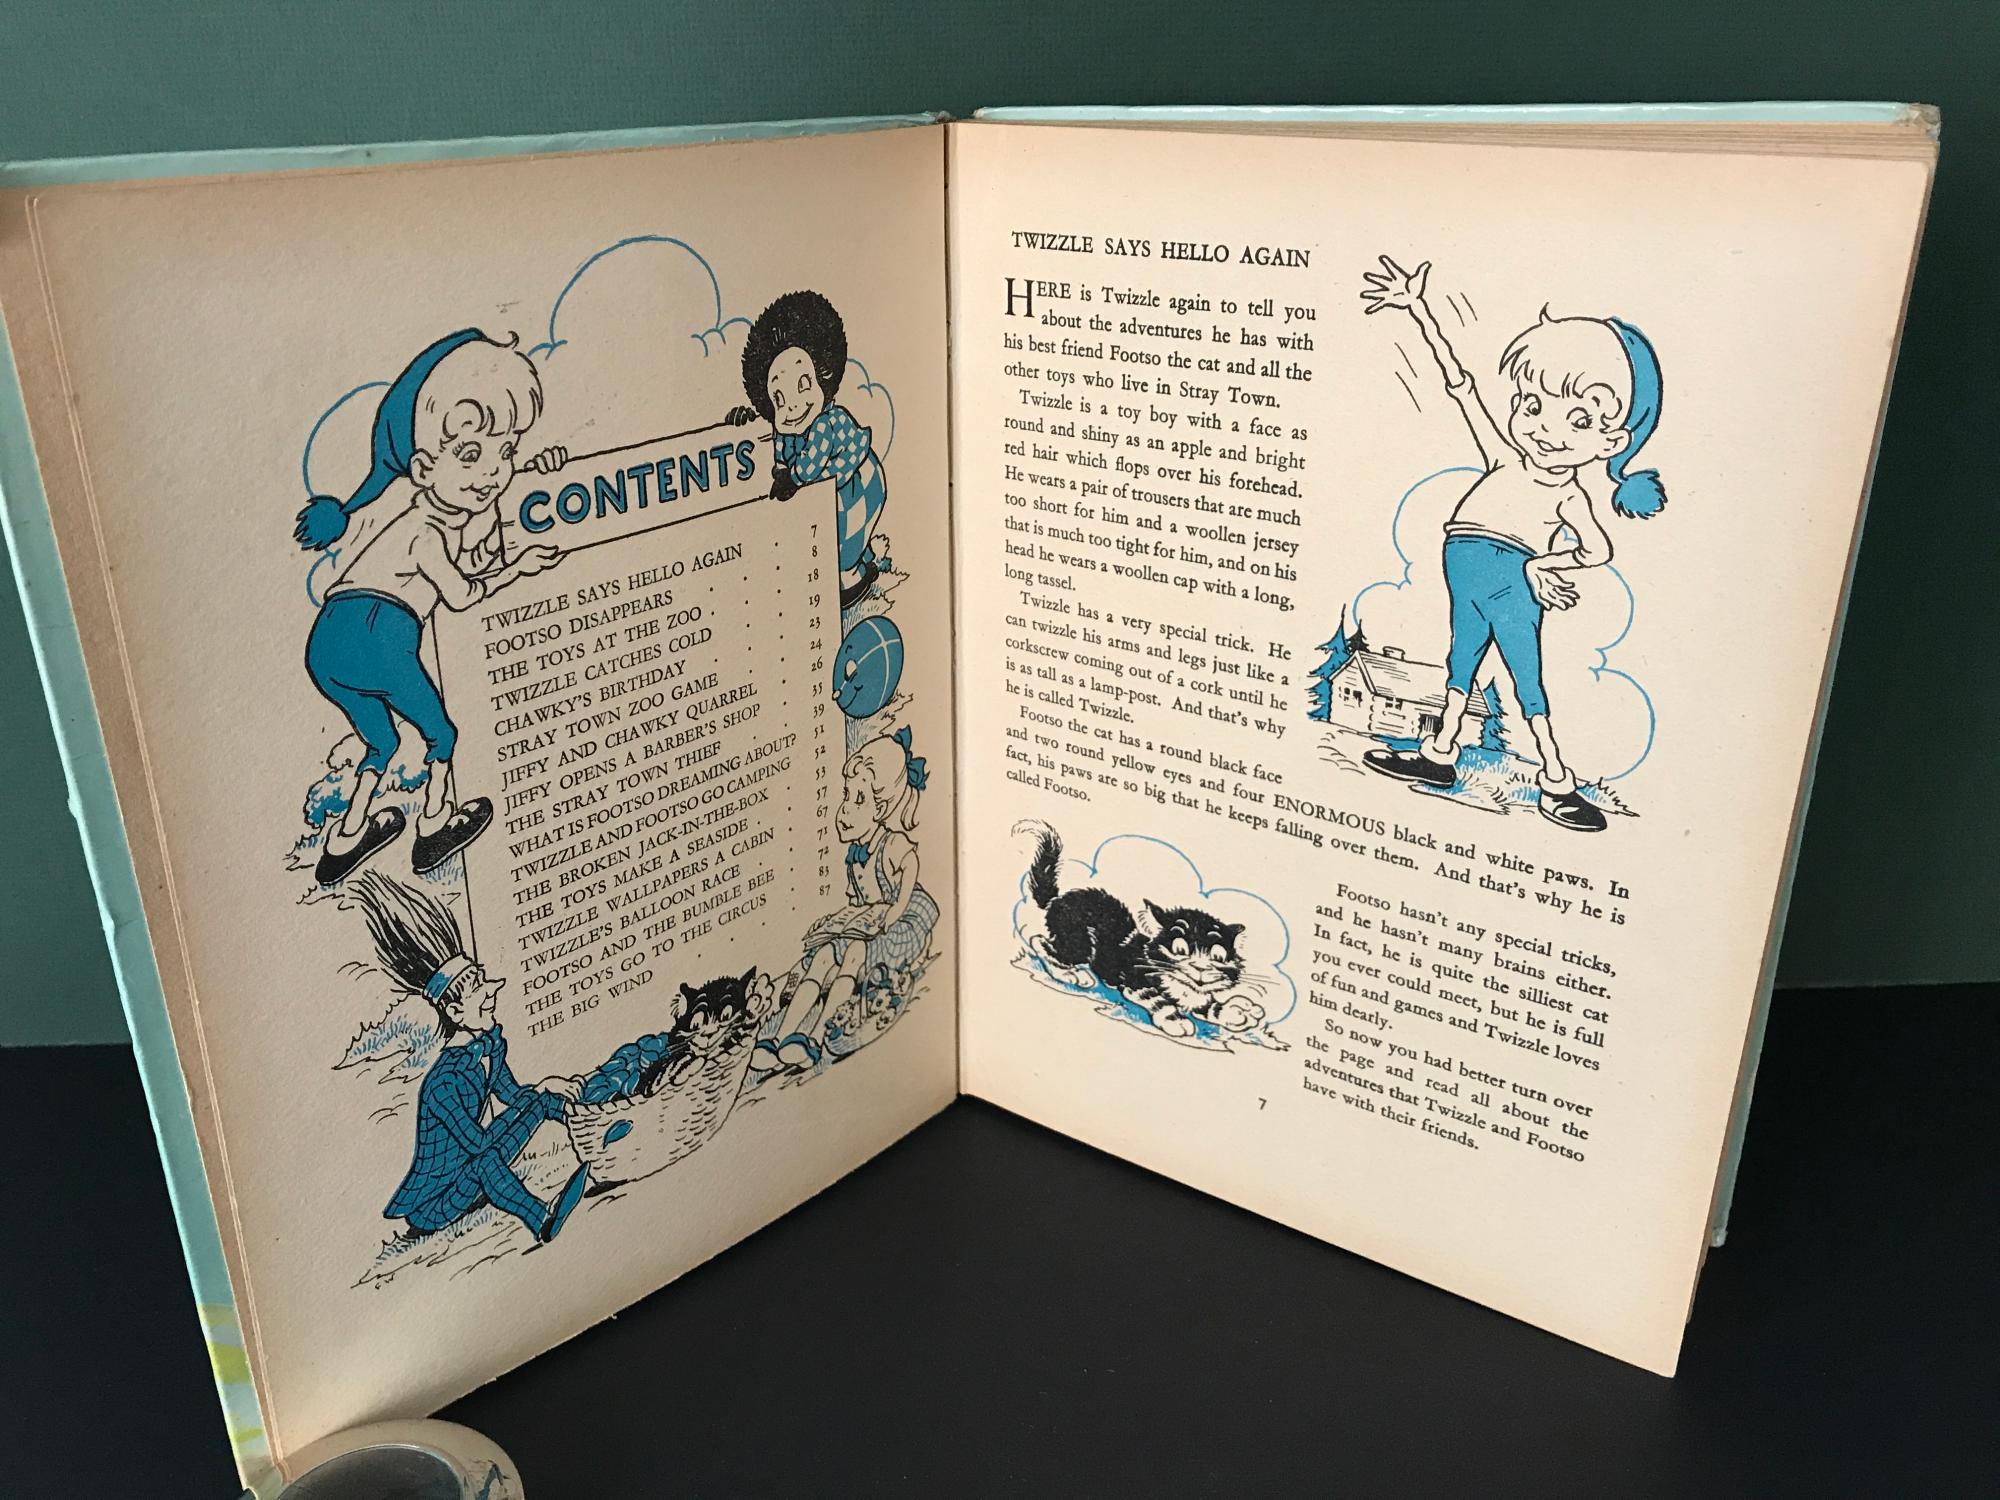 CONTENTS
TWIZZLE SAYS HELLO AGAIN . 7
FOOTSO DISAPPEARS . . 8
THE TOYS AT THE ZOO . . 18
TWIZZLE CATCHES COLD . . 19
CHAWKY'S BIRTHDAY . . 23
STRAY TOWN ZOO GAME . . 24
JIFFY AND CHAWKY QUARREL . 26
JIFFY OPENS A BARBER'S SHOP . 35
THE STRAY TOWN THIEF . . 39
WHAT IS FOOTSO DREAMING ABOUT? 51
TWIZZLE AND FOOTSO GO CAMPING 52
THE BROKEN JACK-IN-THE-BOX . 53
THE TOYS MAKE A SEASIDE . . 57
TWIZZLE WALLPAPERS A CABIN . 67
TWIZZLE'S BALLOON RACE . . 71
FOOTSO AND THE BUMBLE BEE . 72
THE TOYS GO TO THE CIRCUS . 83
THE BIG WIND . . . 87
TWIZZLE SAYS HELLO AGAIN
HERE is Twizzle again to tell you
about the adventures he has with
his best friend Footso the cat and all the
other toys who live in Stray Town.
Twizzle is a toy boy with a face as
round and shiny as an apple and bright
red hair which flops over his forehead.
He wears a pair of trousers that are much
too short for him and a woollen jersey
that is much too tight for him, and on his
head he wears a woollen cap with a long,
long tassel.
Twizzle has a very special trick. He
can twizzle his arms and legs just like a
corkscrew coming out of a cork until he
is as tall as a lamp-post. And that's why
he is called Twizzle.
Footso the cat has a round black face
and two round yellow eyes and four ENORMOUS black and white paws. In
fact, his paws are so big that he keeps falling over them. And that's why he is
called Footso.
Footso hasn't any special tricks,
and he hasn't many brains either.
In fact, he is quite the silliest cat
you ever could meet, but he is full
of fun and games and Twizzle loves
him dearly.
So now you had better turn over
the page and read all about the
adventures that Twizzle and Footso
have with their friends.
7